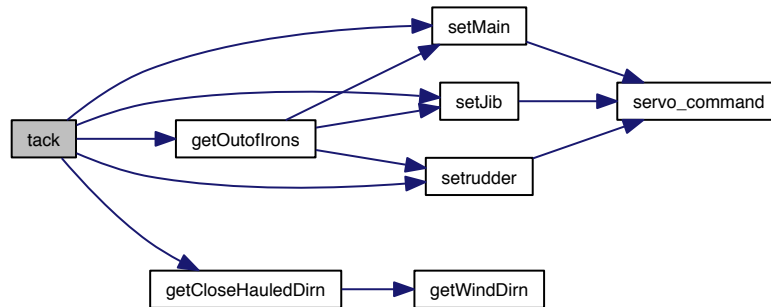 setMain
setJib
servo_command
tack
getOutofIrons
setrudder
getCloseHauledDirn
getWindDirn